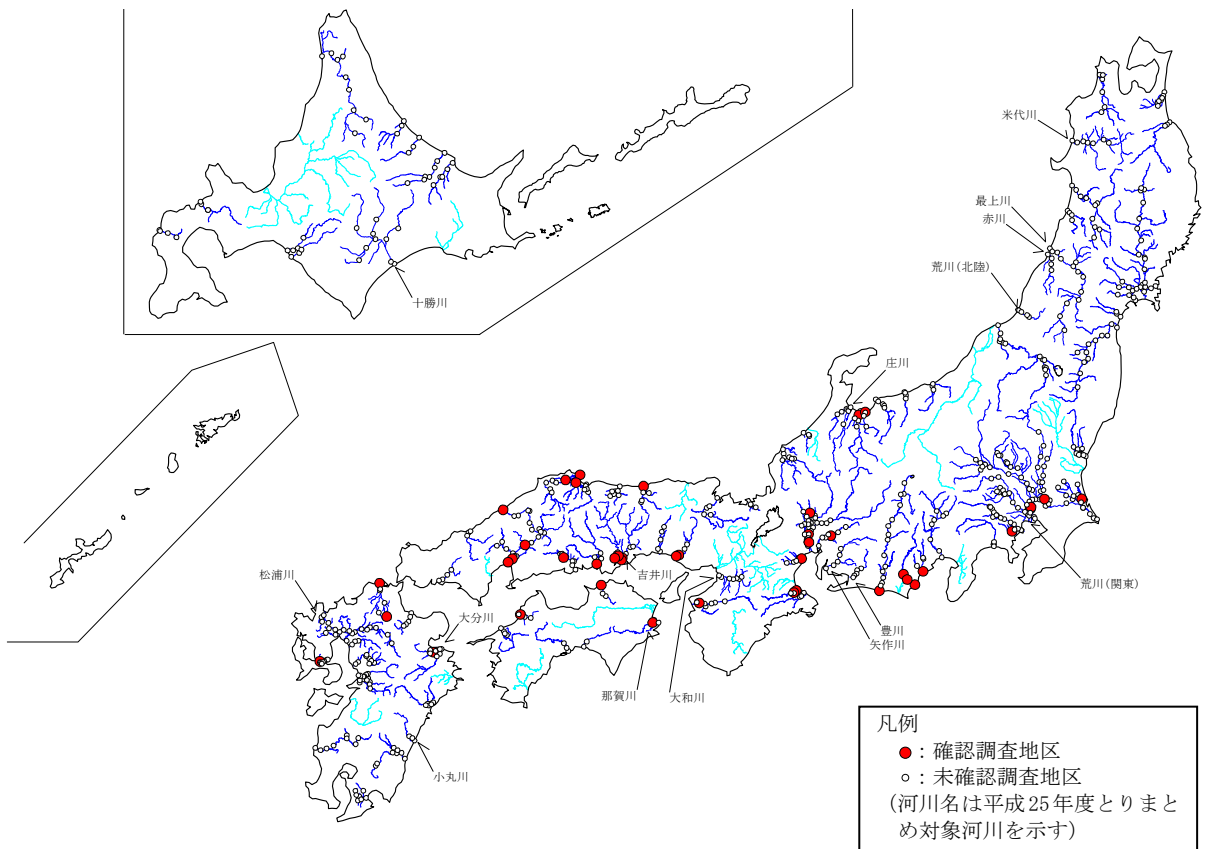 米代川
最上川
赤川
荒川(北陸)
十勝川
庄川
松浦川
大分川
吉井川
荒川(関東)
豊川
矢作川
那賀川
大和川
小丸川
凡例
●：確認調査地区
○：未確認調査地区
(河川名は平成25年度とりまと
め対象河川を示す)